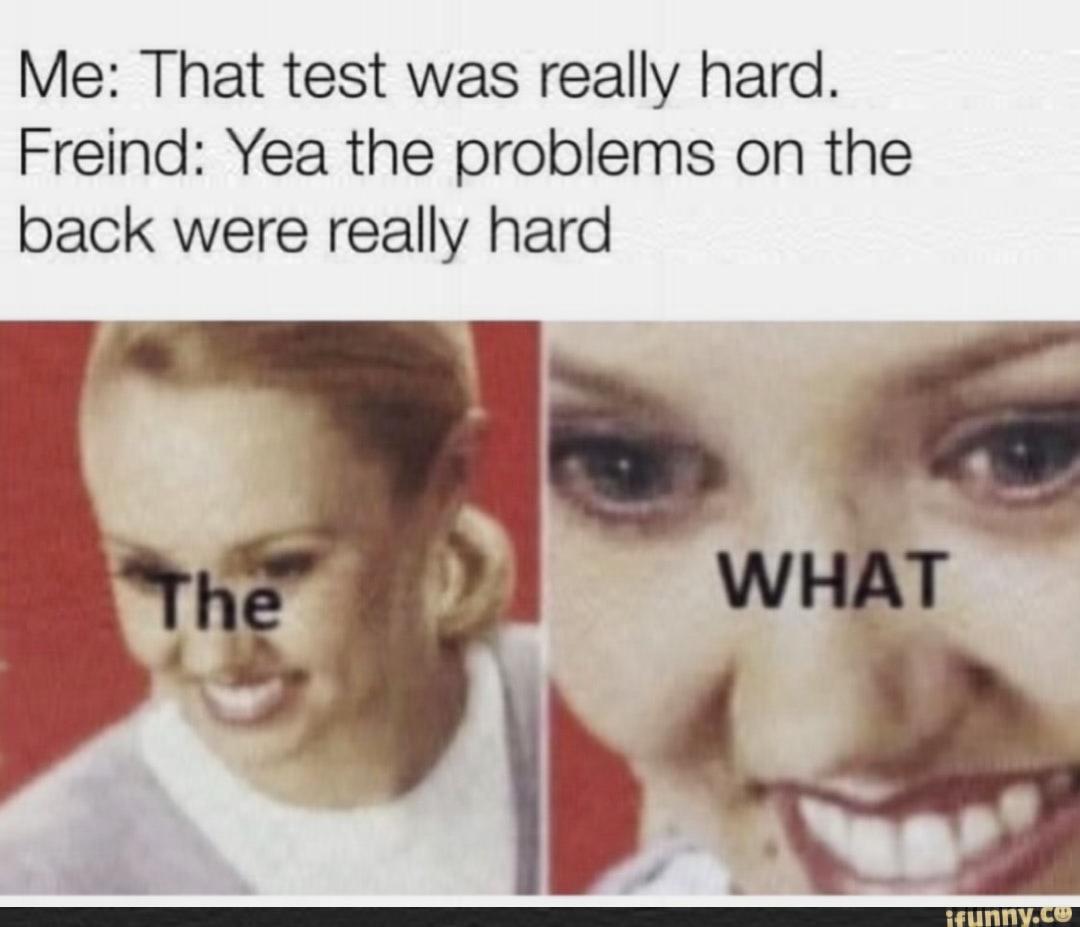 Me: That test was really hard.
Freind: Yea the problems on the
back were really hard
The
WHAT
ifunny.co